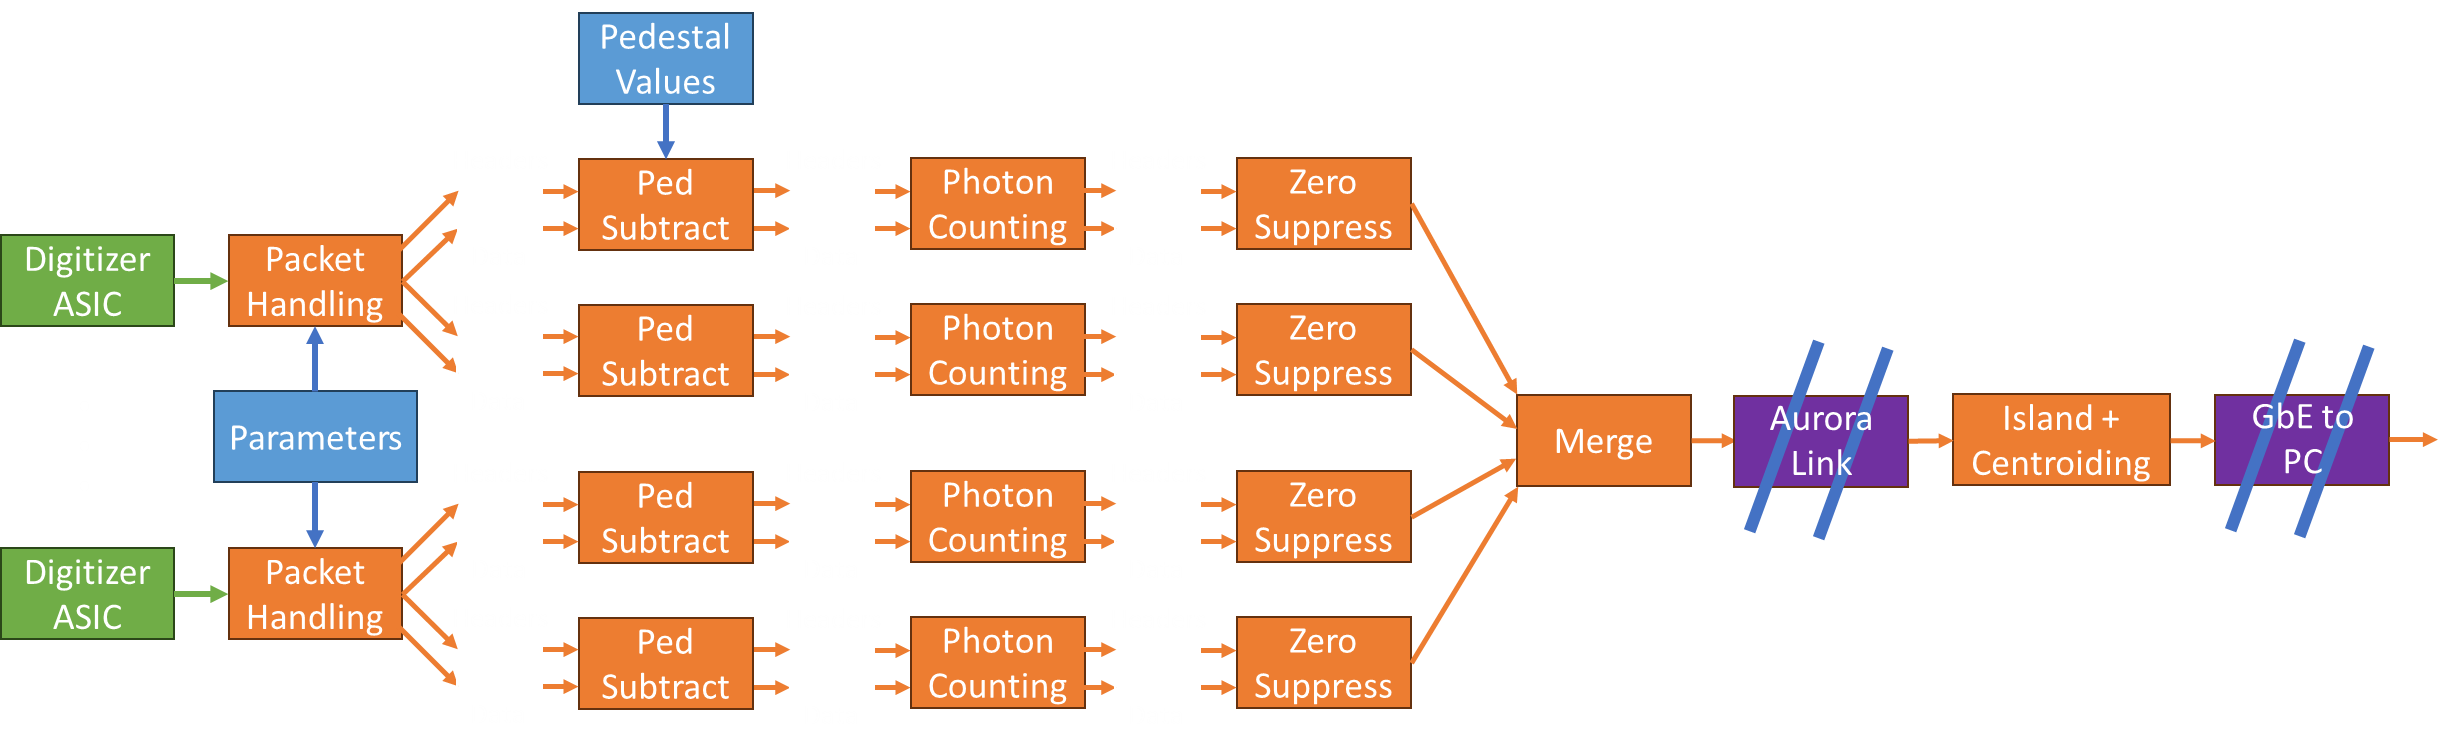 Pedestal
Values
Digitizer
ASIC
Packet
Handling
Parameters
Digitizer
ASIC
Packet
Handling
Ped
Subtract
Photon
Counting
Zero
Suppress
Ped
Subtract
Photon
Counting
Zero
Suppress
Ped
Subtract
Photon
Counting
Zero
Suppress
Ped
Subtract
Photon
Counting
Zero
Suppress
Merge
Aurora
Link
Island +
Centroiding
GbE to
PC